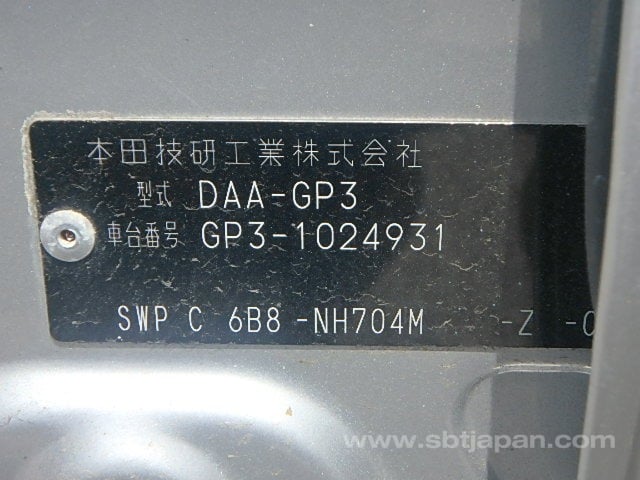 本田技研工業株式会社
型式 DAA-GP3
車台番号 GP3-1024931
SWP C 6B8 -NH704M -Z -
www.sbtjapan.com